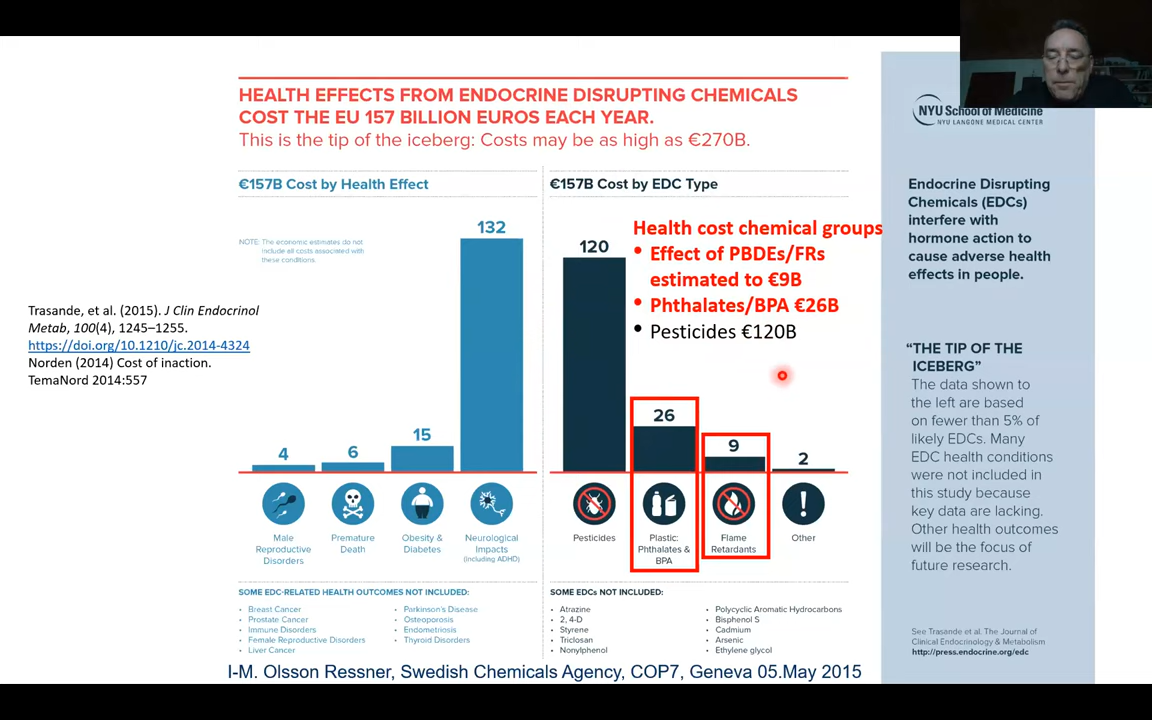 HEALTH EFFECTS FROM ENDOCRINE DISRUPTING CHEMICALS
COST THE EU 157 BILLION EUROS EACH YEAR.
This is the tip of the iceberg: Costs may be as high as €270B.
€157B Cost by Health Effect
NOTE: The economic estimates do not
include all costs associated with
these conditions.
132
15
6
4
Male
Reproductive
Disorders
Premature
Death
Obesity &
Diabetes
Neurological
Impacts
(including ADHD)
SOME EDC-RELATED HEALTH OUTCOMES NOT INCLUDED:
• Breast Cancer
• Prostate Cancer
• Immune Disorders
• Female Reproductive Disorders
• Liver Cancer
• Parkinson's Disease
• Osteoporosis
• Endometriosis
• Thyroid Disorders
€157B Cost by EDC Type
Health cost chemical groups
• Effect of PBDEs/FRs
estimated to €9B
• Phthalates/BPA €26B
• Pesticides €120B
120
26
9
2
Pesticides
Plastic:
Phthalates &
BPA
Flame
Retardants
!
Other
SOME EDCs NOT INCLUDED:
• Atrazine
• 2, 4-D
• Styrene
• Triclosan
• Nonylphenol
• Polycyclic Aromatic Hydrocarbons
• Bisphenol S
• Cadmium
• Arsenic
• Ethylene glycol
Trasande, et al. (2015). J Clin Endocrinol
Metab, 100(4), 1245–1255.
https://doi.org/10.1210/jc.2014-4324
Norden (2014) Cost of inaction.
TemaNord 2014:557
NYU School of Medicine
NYU LANGONE MEDICAL CENTER
Endocrine Disrupting
Chemicals (EDCs)
interfere with
hormone action to
cause adverse health
effects in people.
“THE TIP OF THE
ICEBERG”
The data shown to
the left are based
on fewer than 5% of
likely EDCs. Many
EDC health conditions
were not included in
this study because
key data are lacking.
Other health outcomes
will be the focus of
future research.
See Trasande et al. The Journal of
Clinical Endocrinology & Metabolism
http://press.endocrine.org/edc
I-M. Olsson Ressner, Swedish Chemicals Agency, COP7, Geneva 05.May 2015